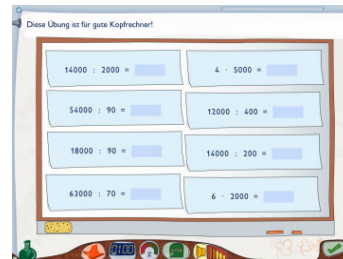 Diese Übung ist für gute Kopfrechner!
14000 : 2000 =
4 · 5000 =
54000 : 90 =
12000 : 400 =
18000 : 90 =
14000 : 200 =
63000 : 70 =
6 · 2000 =
0100